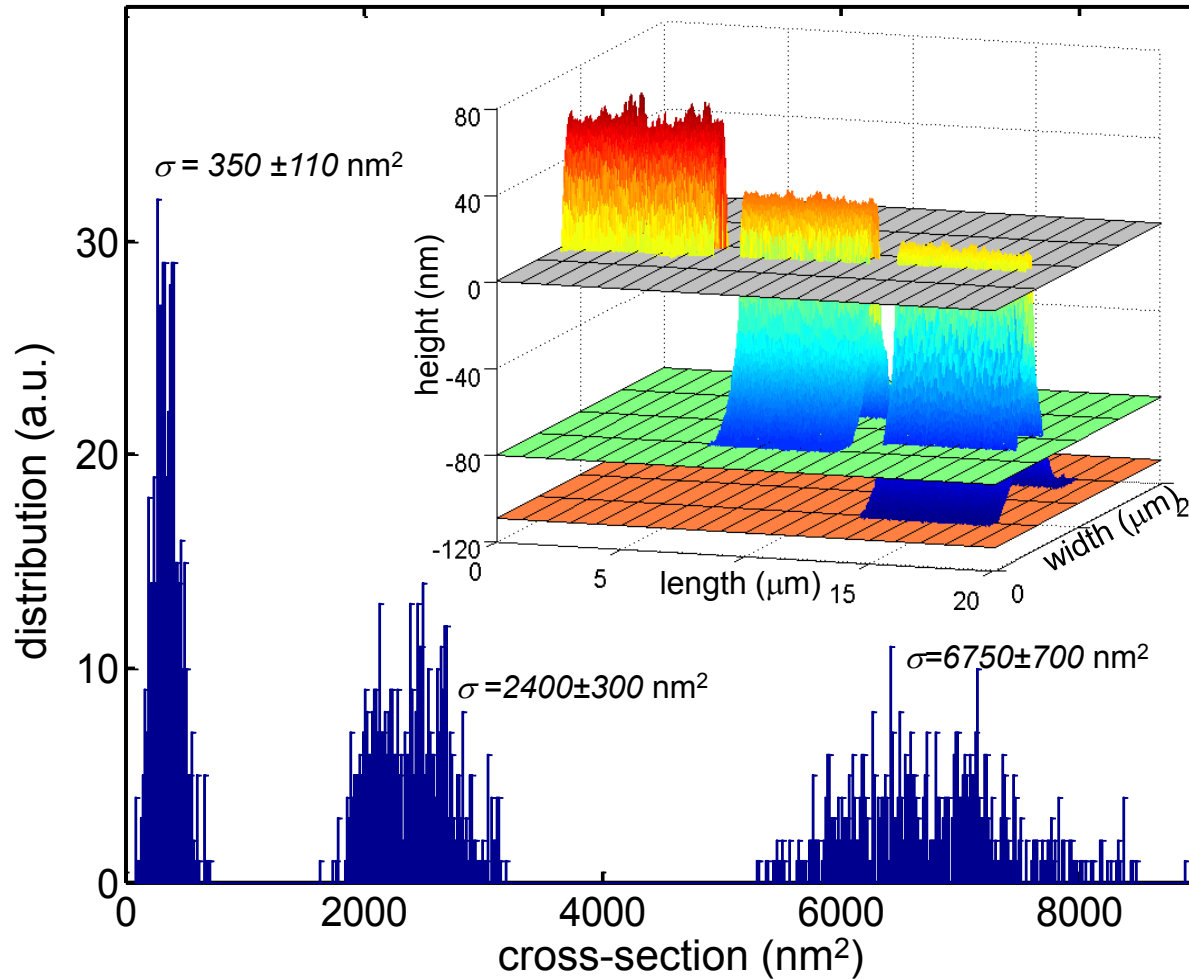 σ = 350 ±110 nm²
σ =2400±300 nm²
σ=6750±700 nm²
distribution (a.u.)
30
20
10
0
0
2000
4000
6000
8000
cross-section (nm²)
height (nm)
80
40
0
-40
-80
-120
0
5
length (μm)
15
20
0
width (μm)
2